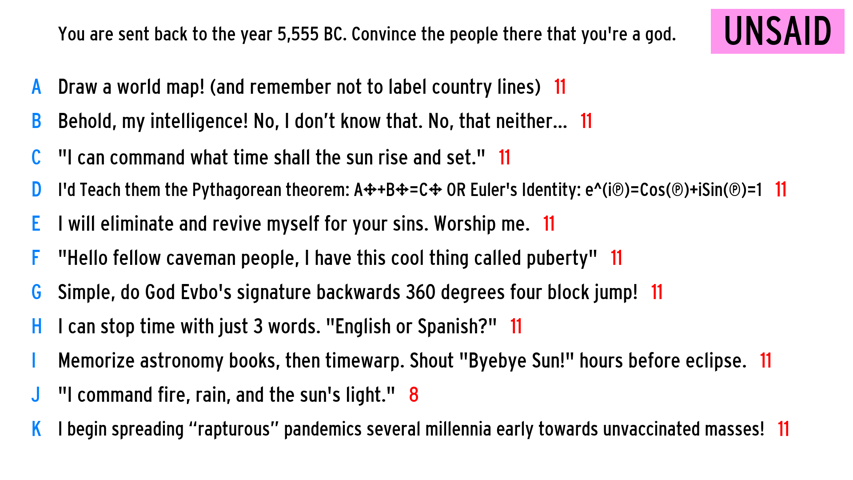 You are sent back to the year 5,555 BC. Convince the people there that you're a god.
UNSAID
A Draw a world map! (and remember not to label country lines) 11
B Behold, my intelligence! No, I don’t know that. No, that neither... 11
C "I can command what time shall the sun rise and set." 11
D I'd Teach them the Pythagorean theorem: A✢+B✢=C✢ OR Euler's Identity: e^(i℗)=Cos(℗)+iSin(℗)=1 11
E I will eliminate and revive myself for your sins. Worship me. 11
F "Hello fellow caveman people, I have this cool thing called puberty" 11
G Simple, do God Evbo's signature backwards 360 degrees four block jump! 11
H I can stop time with just 3 words. "English or Spanish?" 11
I Memorize astronomy books, then timewarp. Shout "Byebye Sun!" hours before eclipse. 11
J "I command fire, rain, and the sun's light." 8
K I begin spreading “rapturous” pandemics several millennia early towards unvaccinated masses! 11